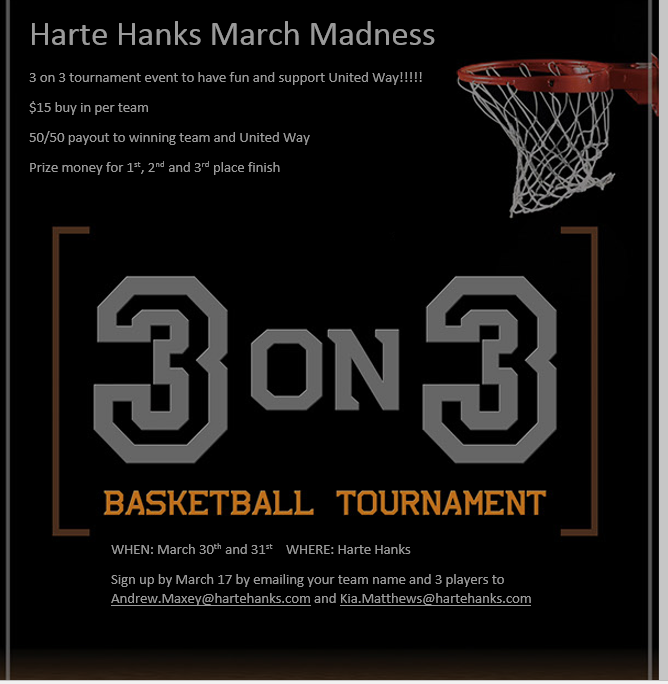 Harte Hanks March Madness
3 on 3 tournament event to have fun and support United Way!!!!!
$15 buy in per team
50/50 payout to winning team and United Way
Prize money for 1st, 2nd and 3rd place finish
3 ON 3
BASKETBALL TOURNAMENT
WHEN: March 30th and 31st WHERE: Harte Hanks
Sign up by March 17 by emailing your team name and 3 players to
Andrew.Maxey@hartehanks.com and Kia.Matthews@hartehanks.com